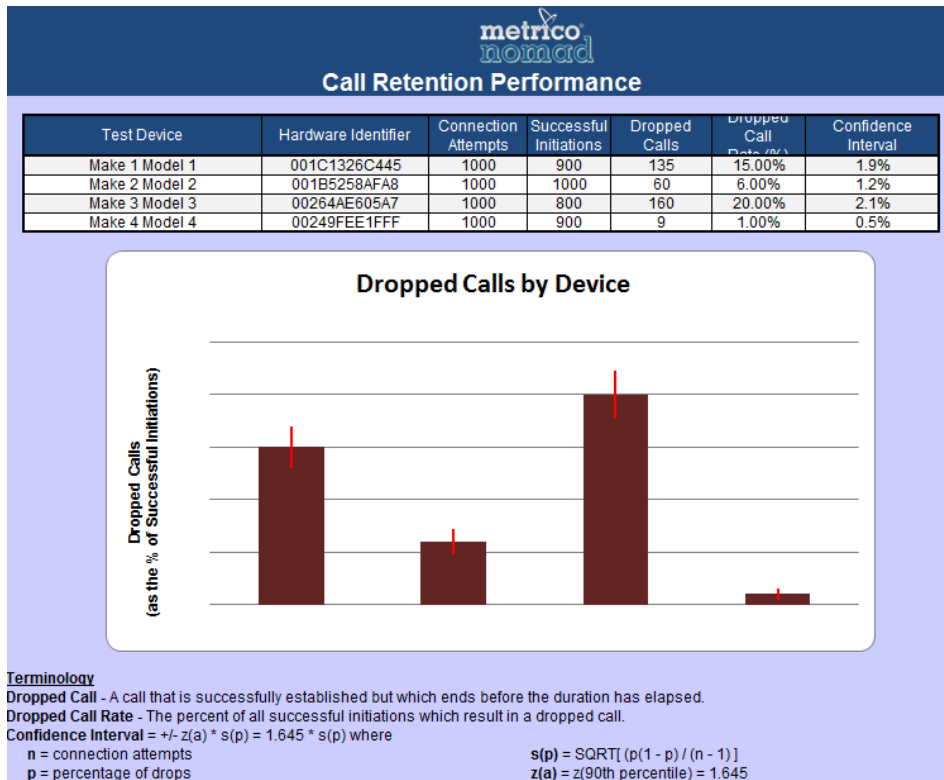 metrico
nomad
Call Retention Performance
Test Device Hardware Identifier Connection Attempts Successful Initiations Dropped Calls Dropped Call Rate (%) Confidence Interval
Make 1 Model 1 001C1326C445 1000 900 135 15.00% 1.9%
Make 2 Model 2 001B5258AFA8 1000 1000 60 6.00% 1.2%
Make 3 Model 3 00264AE605A7 1000 800 160 20.00% 2.1%
Make 4 Model 4 00249FEE1FFF 1000 900 9 1.00% 0.5%
Dropped Calls by Device
Dropped Calls
(as the % of Successful Initiations)
Terminology
Dropped Call - A call that is successfully established but which ends before the duration has elapsed.
Dropped Call Rate - The percent of all successful initiations which result in a dropped call.
Confidence Interval = +/- z(a) * s(p) = 1.645 * s(p) where
n = connection attempts s(p) = SQRT[ (p(1 - p) / (n - 1) ]
p = percentage of drops z(a) = z(90th percentile) = 1.645